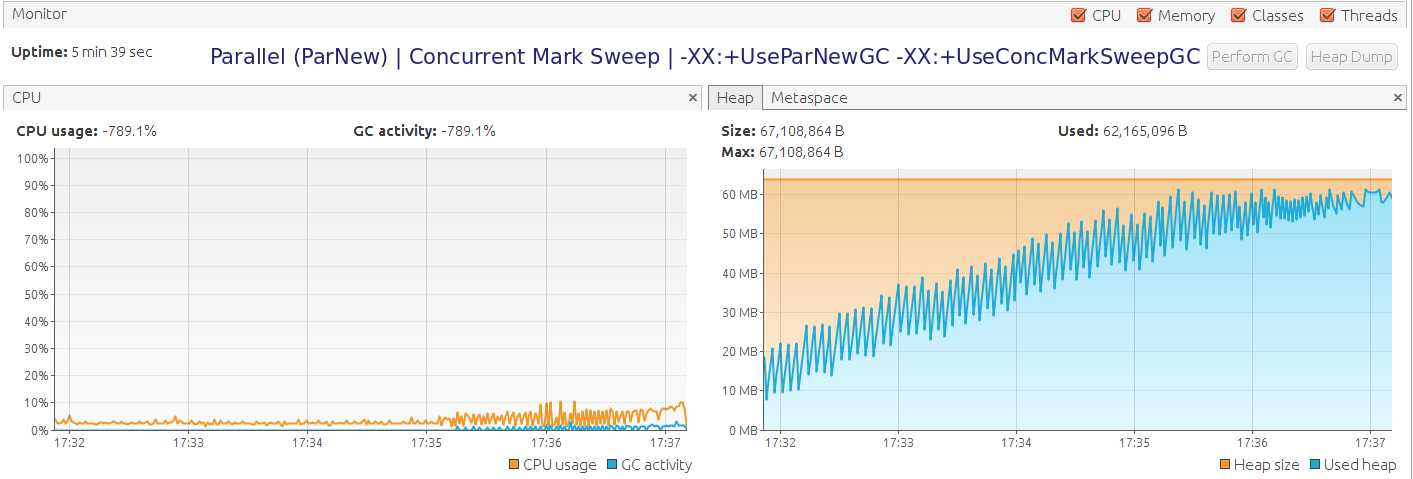 Monitor
CPU Memory Classes Threads
Uptime: 5 min 39 sec
Parallel (ParNew) | Concurrent Mark Sweep | -XX:+UseParNewGC -XX:+UseConcMarkSweepGC
Perform GC Heap Dump
CPU ×
CPU usage: -789.1% GC activity: -789.1%
100%
90%
80%
70%
60%
50%
40%
30%
20%
10%
0%
17:32 17:33 17:34 17:35 17:36 17:37
CPU usage GC activity
Heap Metaspace ×
Size: 67,108,864 B Used: 62,165,096 B
Max: 67,108,864 B
60 MB
50 MB
40 MB
30 MB
20 MB
10 MB
0 MB
17:32 17:33 17:34 17:35 17:36 17:37
Heap size Used heap